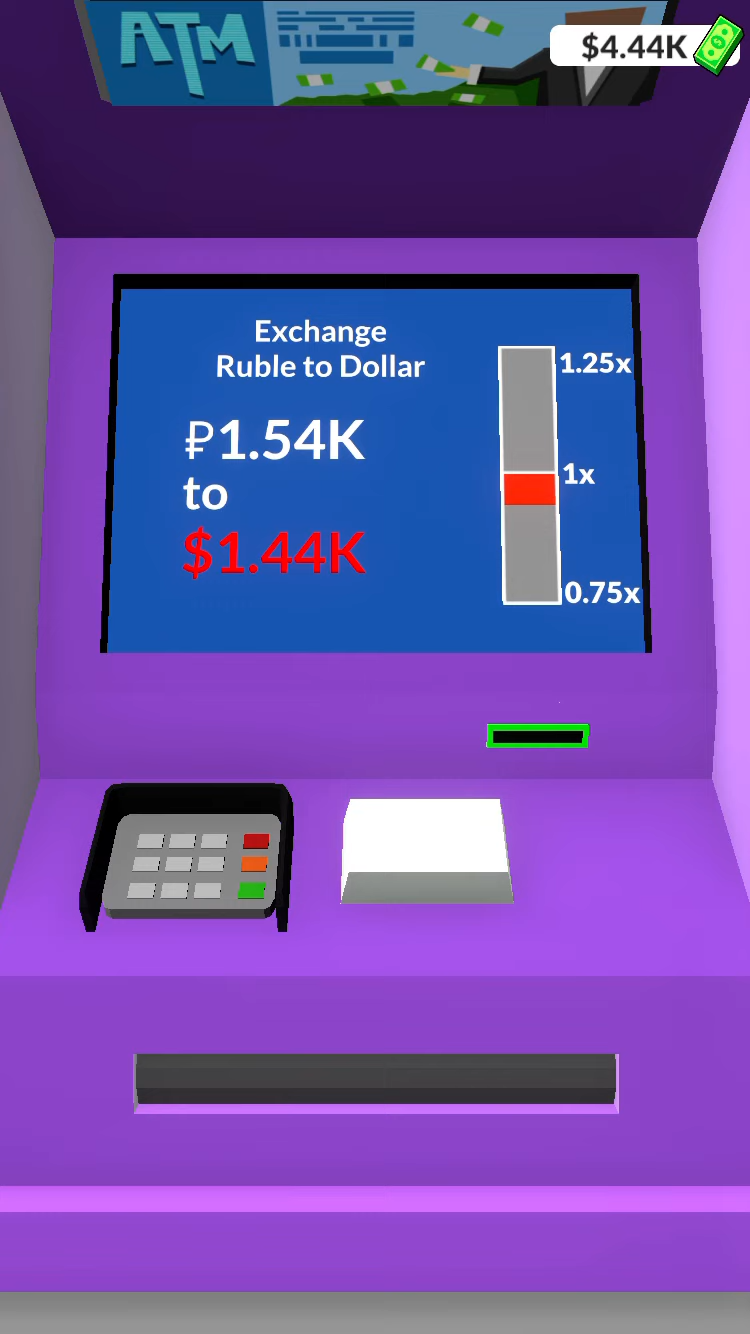 ATM
$4.44K
Exchange
Ruble to Dollar
₽1.54K
to
$1.44K
1.25x
1x
0.75x